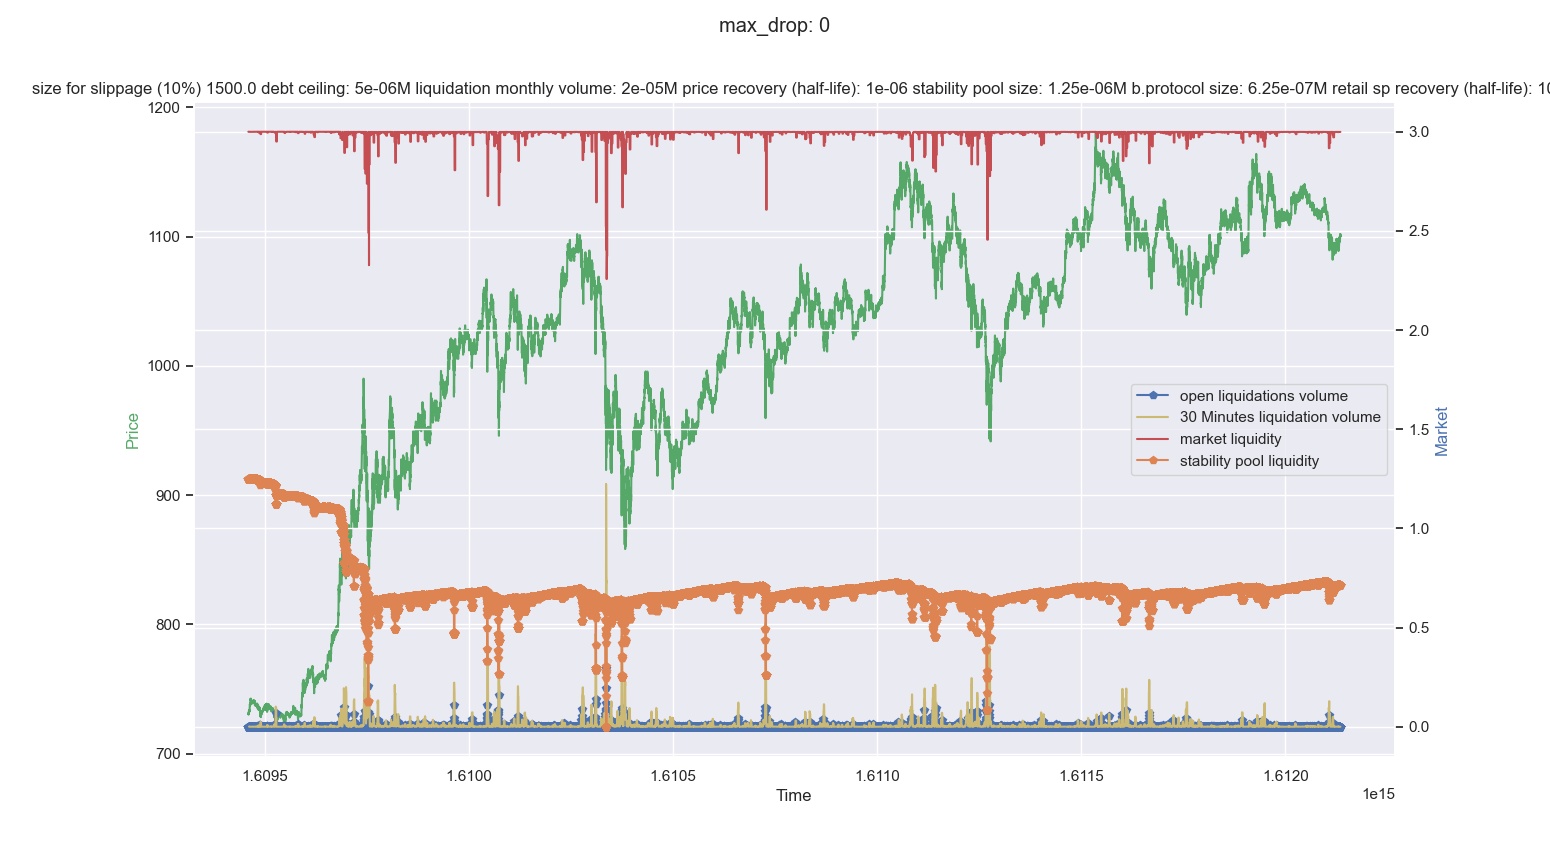 max_drop: 0
size for slippage (10%) 1500.0 debt ceiling: 5e-06M liquidation monthly volume: 2e-05M price recovery (half-life): 1e-06 stability pool size: 1.25e-06M b.protocol size: 6.25e-07M retail sp recovery (half-life): 10
1200
1100
1000
900
800
700
Price
3.0
2.5
2.0
1.5
1.0
0.5
0.0
Market
open liquidations volume
30 Minutes liquidation volume
market liquidity
stability pool liquidity
1.6095 1.6100 1.6105 1.6110 1.6115 1.6120
Time
1e15